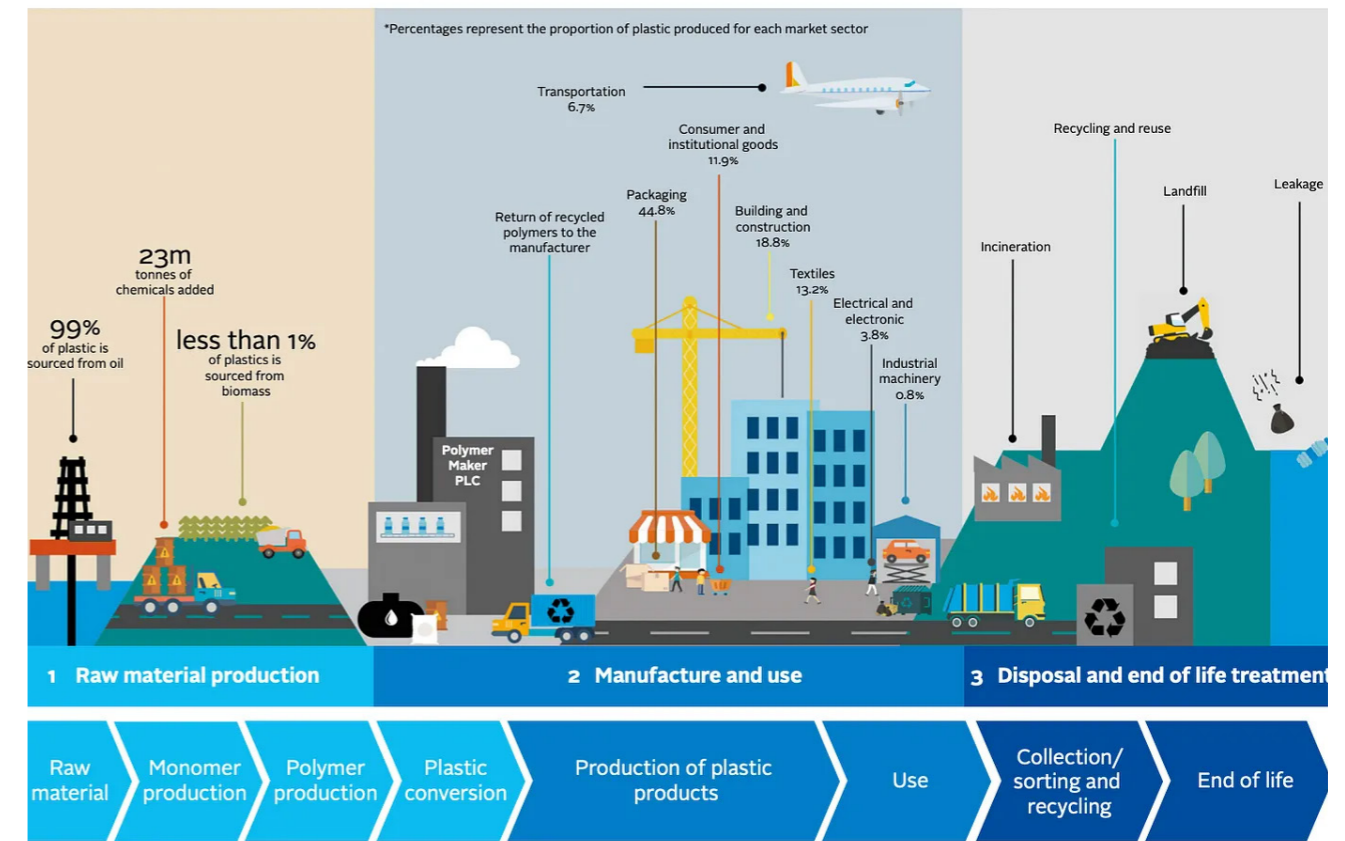 *Percentages represent the proportion of plastic produced for each market sector
99%
of plastic is
sourced from oil
23m
tonnes of
chemicals added
less than 1%
of plastics is
sourced from
biomass
Transportation
6.7%
Consumer and
institutional goods
11.9%
Packaging
44.8%
Return of recycled
polymers to the
manufacturer
Building and
construction
18.8%
Textiles
13.2%
Electrical and
electronic
3.8%
Industrial
machinery
0.8%
Polymer
Maker
PLC
Recycling and reuse
Landfill
Leakage
Incineration
1 Raw material production
2 Manufacture and use
3 Disposal and end of life treatment
Raw
material
Monomer
production
Polymer
production
Plastic
conversion
Production of plastic
products
Use
Collection/
sorting and
recycling
End of life